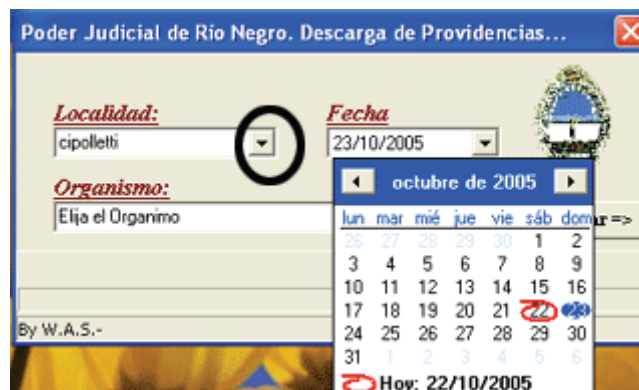 Poder Judicial de Río Negro. Descarga de Providencias...
Localidad: Fecha
cipolletti 23/10/2005
Organismo:
Elija el Organimo
octubre de 2005
lun mar mié jue vie sáb dom
26 27 28 29 30 1 2
3 4 5 6 7 8 9
10 11 12 13 14 15 16
17 18 19 20 21 22 23
24 25 26 27 28 29 30
31 1 2 3 4 5 6
Hoy: 22/10/2005
ar =>
By W.A.S.-